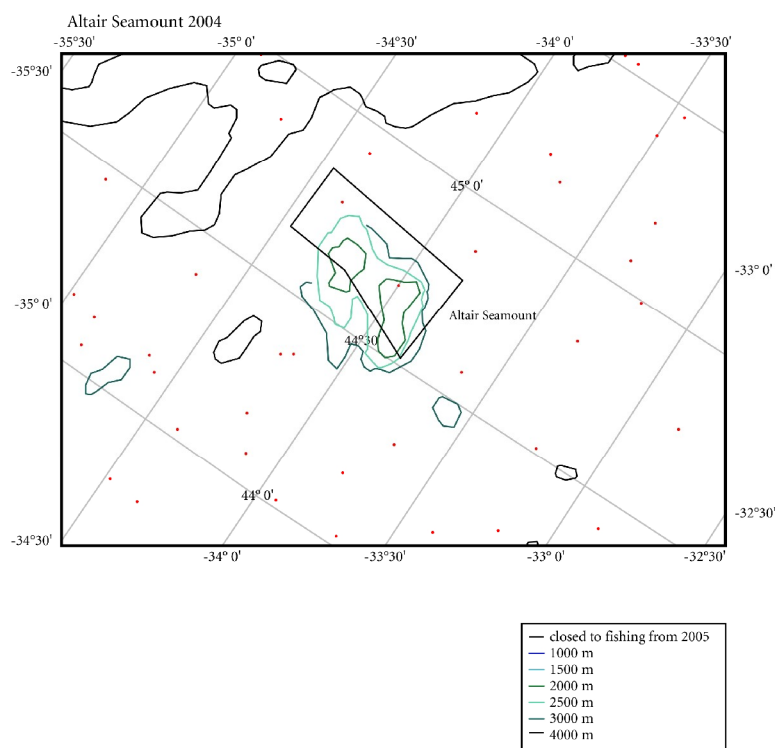 Altair Seamount 2004
-35°30'
-35° 0'
-34°30'
-34° 0'
-33°30'
-35°30'
45° 0'
-33° 0'
-35° 0'
Altair Seamount
44°30'
44° 0'
-32°30'
-34°30'
-34° 0'
-33°30'
-33° 0'
-32°30'
closed to fishing from 2005
1000 m
1500 m
2000 m
2500 m
3000 m
4000 m